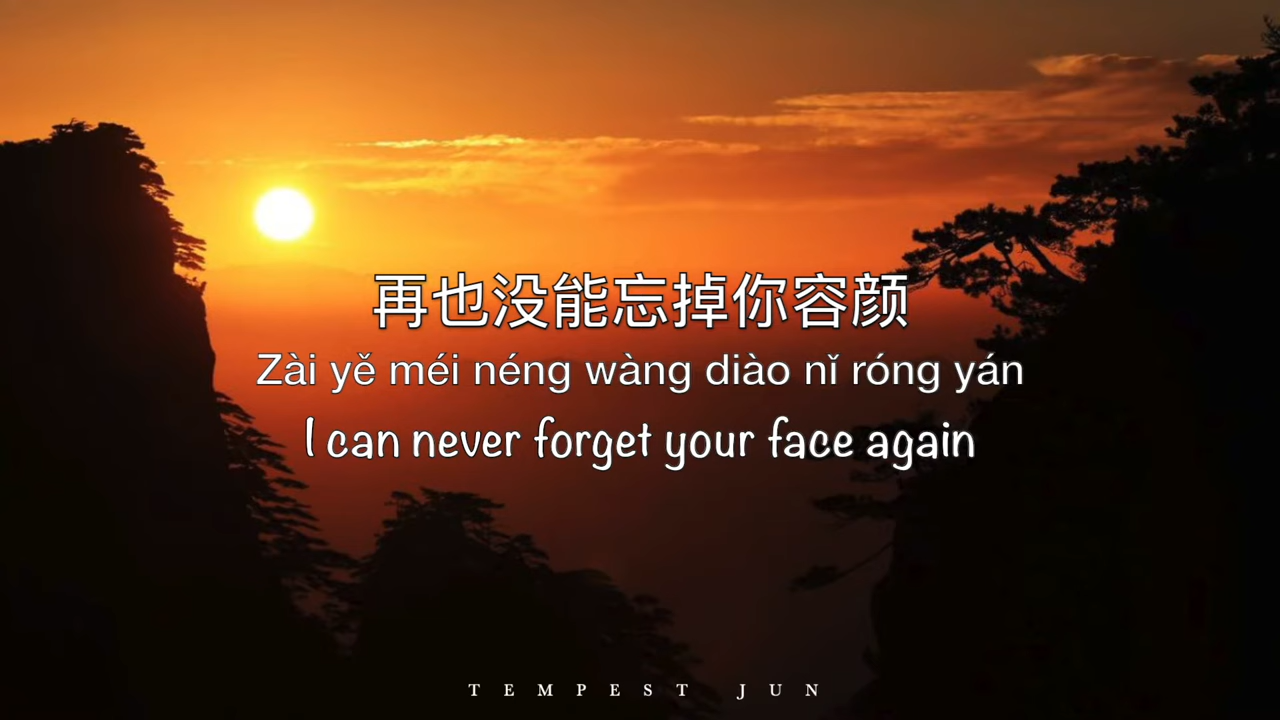 再也没能忘掉你容颜
Zài yě méi néng wàng diào nǐ róng yán
I can never forget your face again
TEMPEST JUN